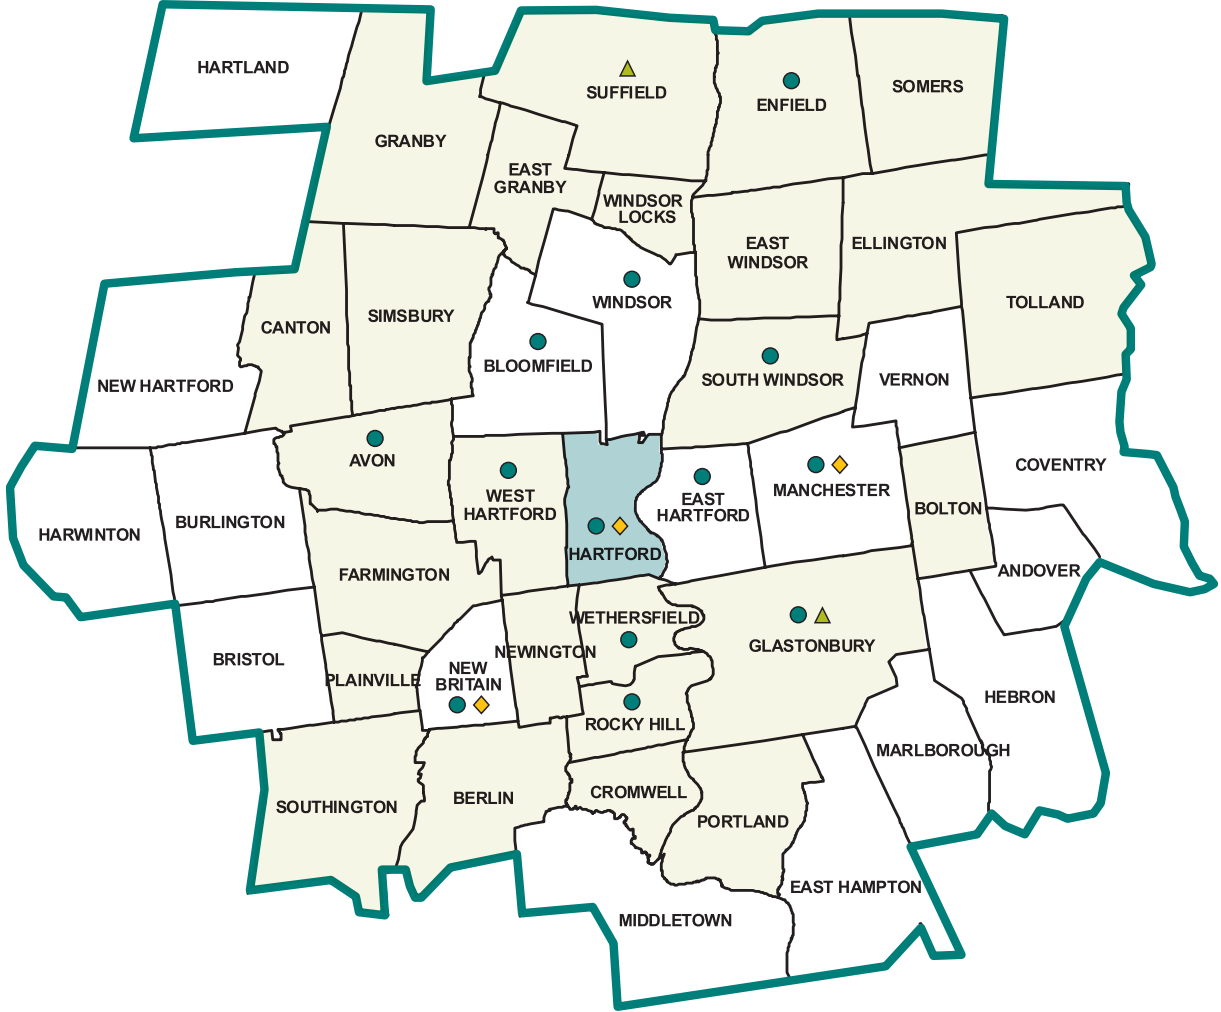 HARTLAND
SUFFIELD
ENFIELD
SOMERS
GRANBY
EAST
GRANBY
WINDSOR
LOCKS
EAST
WINDSOR
ELLINGTON
TOLLAND
CANTON
SIMSBURY
WINDSOR
BLOOMFIELD
SOUTH WINDSOR
VERNON
NEW HARTFORD
AVON
WEST
HARTFORD
EAST
HARTFORD
MANCHESTER
COVENTRY
BOLTON
HARWINTON
BURLINGTON
HARTFORD
FARMINGTON
ANDOVER
WETHERSFIELD
GLASTONBURY
BRISTOL
NEWINGTON
PLAINVILLE
NEW
BRITAIN
HEBRON
ROCKY HILL
MARLBOROUGH
SOUTHINGTON
BERLIN
CROMWELL
PORTLAND
EAST HAMPTON
MIDDLETOWN